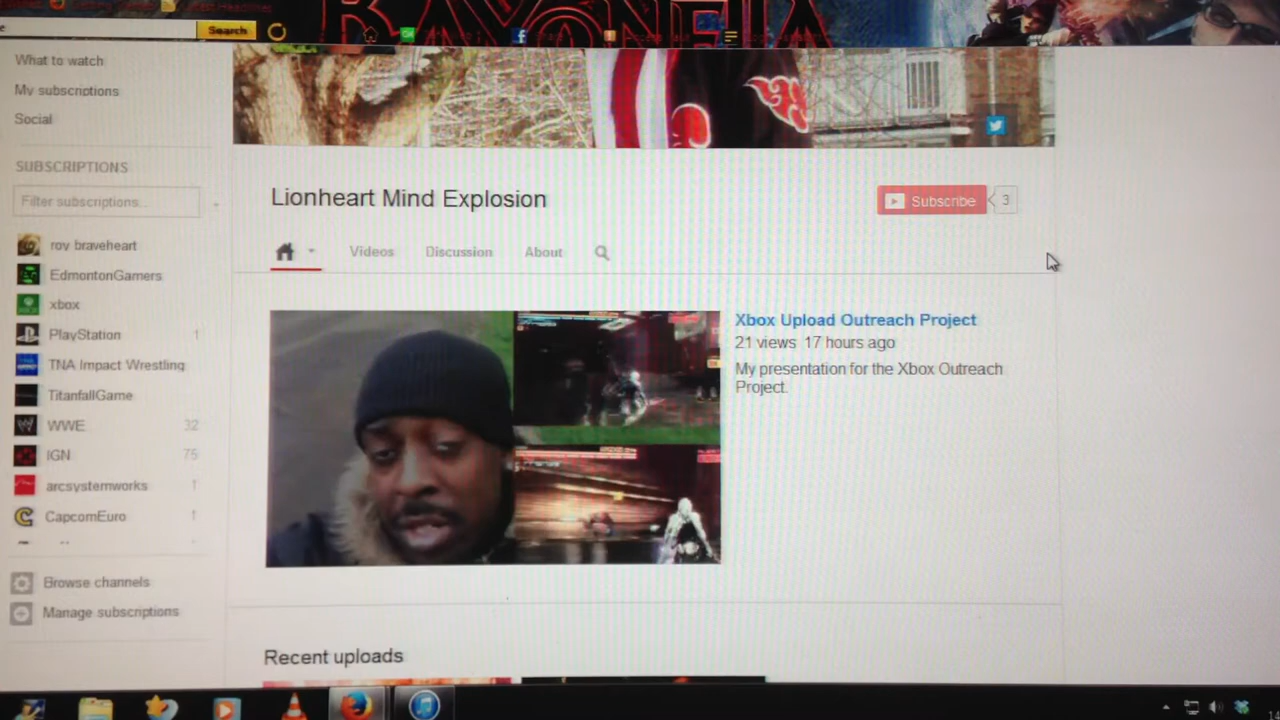 BAYONETTA
Search
What to watch
My subscriptions
Social
SUBSCRIPTIONS
Filter subscriptions...
roy braveheart
EdmontonGamers
xbox
PlayStation 1
TNA Impact Wrestling
TitanfallGame
WWE 32
IGN 75
arcsystemworks 1
CapcomEuro 1
Browse channels
Manage subscriptions
Lionheart Mind Explosion
Subscribe 3
Videos Discussion About
Xbox Upload Outreach Project
21 views 17 hours ago
My presentation for the Xbox Outreach
Project.
Recent uploads